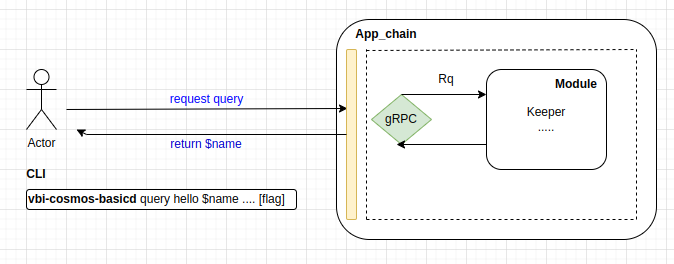 App_chain
Rq
Module
request query
Keeper
.....
gRPC
Actor
return $name
CLI
vbi-cosmos-basicd query hello $name .... [flag]